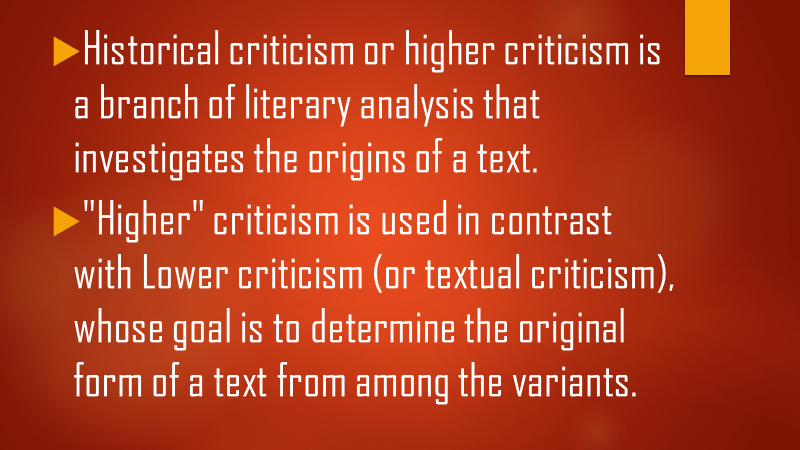 Historical criticism or higher criticism is
a branch of literary analysis that
investigates the origins of a text.
"Higher" criticism is used in contrast
with Lower criticism (or textual criticism),
whose goal is to determine the original
form of a text from among the variants.